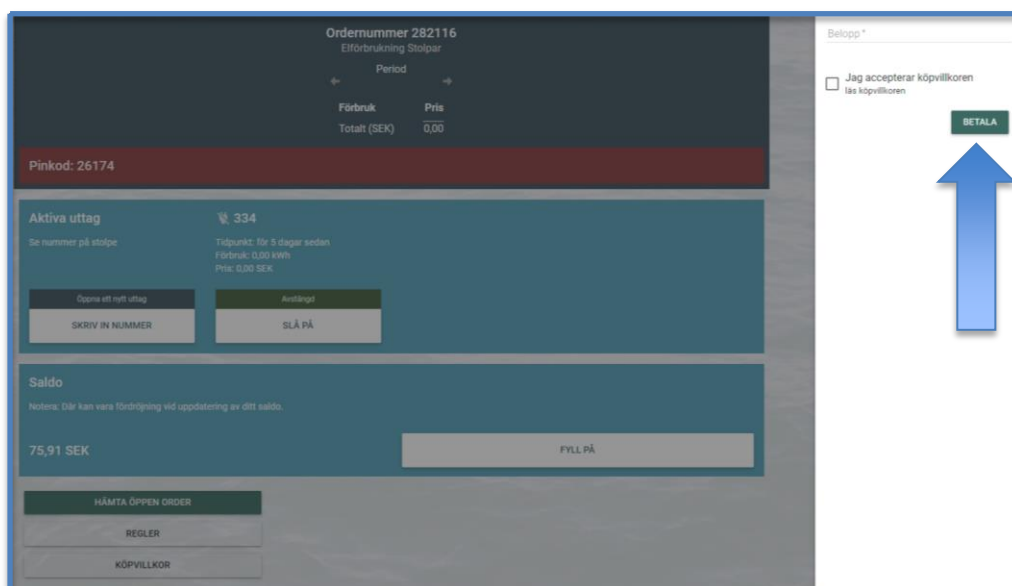 Ordernummer 282116
Elförbrukning Stolpar
Period
Förbruk Pris
Totalt (SEK) 0,00
Pinkod: 26174
Aktiva uttag
Se nummer på stolpe
334
Tidpunkt: för 5 dagar sedan
Förbruk: 0,00 kWh
Pris: 0,00 SEK
Öppna ett nytt uttag
SKRIV IN NUMMER
Avstängd
SLÅ PÅ
Saldo
Notera: Där kan vara fördröjning vid uppdatering av ditt saldo.
75,91 SEK
FYLL PÅ
HÄMTA ÖPPEN ORDER
REGLER
KÖPVILLKOR
Belopp *
Jag accepterar köpvillkoren
läs köpvillkoren
BETALA